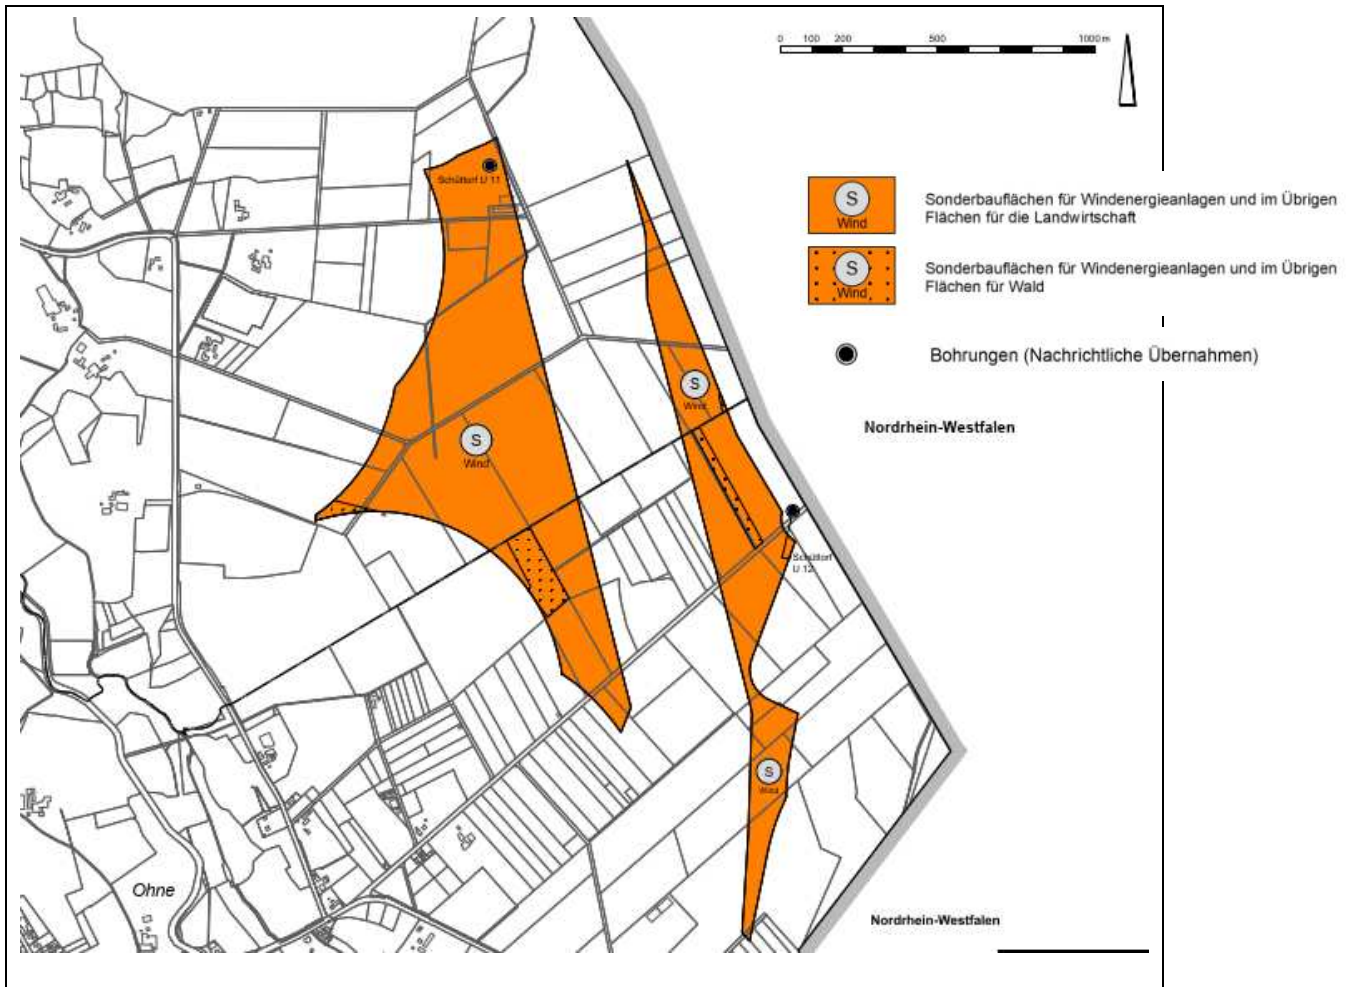 0 100 200 500 1000 m
S
Wind
Sonderbauflächen für Windenergieanlagen und im Übrigen
Flächen für die Landwirtschaft
S
Wind
Sonderbauflächen für Windenergieanlagen und im Übrigen
Flächen für Wald
Bohrungen (Nachrichtliche Übernahmen)
Schüttorf U 11
S
Wind
Nordrhein-Westfalen
S
Wind
Schüttorf
U 12
S
Wind
Ohne
Nordrhein-Westfalen